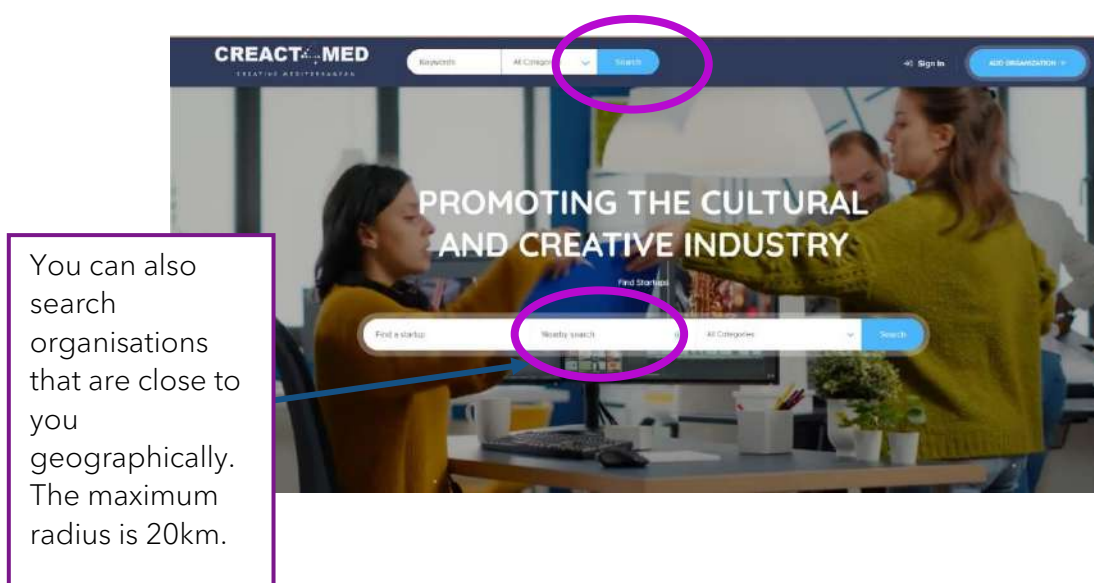 CREACT4MED
CREATIVE MEDITERRANEAN
Keywords
All Categories
Search
Sign In
ADD ORGANIZATION +
PROMOTING THE CULTURAL
AND CREATIVE INDUSTRY
Find Startups
Find a startup
Nearby search
All Categories
Search
You can also
search
organisations
that are close to
you
geographically.
The maximum
radius is 20km.